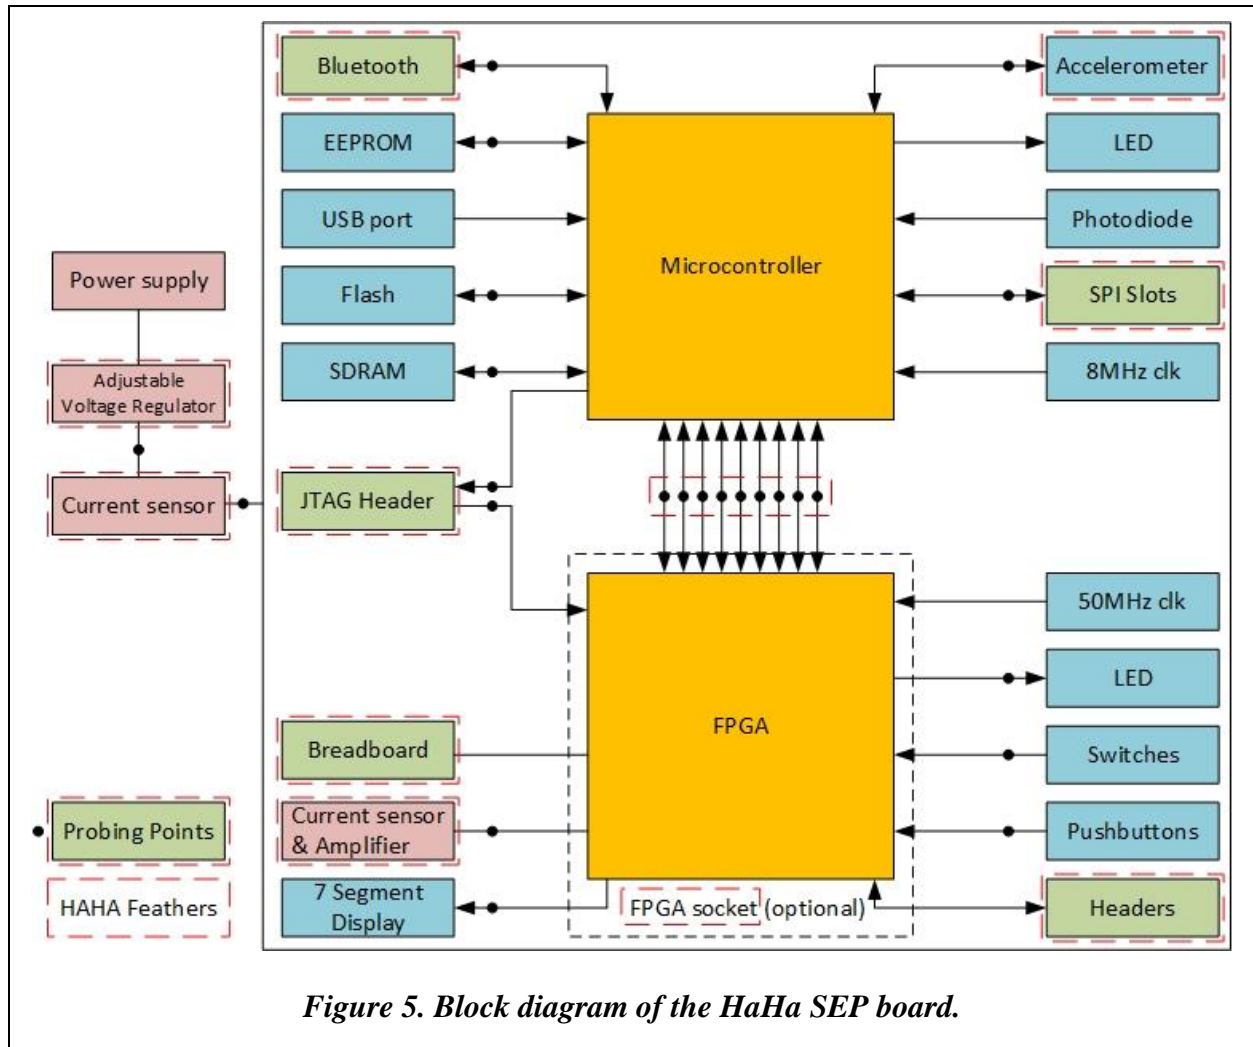 Bluetooth
Accelerometer
EEPROM
LED
USB port
Photodiode
Microcontroller
Power supply
Flash
SPI Slots
Adjustable
Voltage Regulator
SDRAM
8MHz clk
Current sensor
JTAG Header
50MHz clk
LED
FPGA
Breadboard
Switches
Probing Points
Current sensor
& Amplifier
Pushbuttons
HAHA Feathers
7 Segment
Display
FPGA socket (optional)
Headers
Figure 5. Block diagram of the HaHa SEP board.